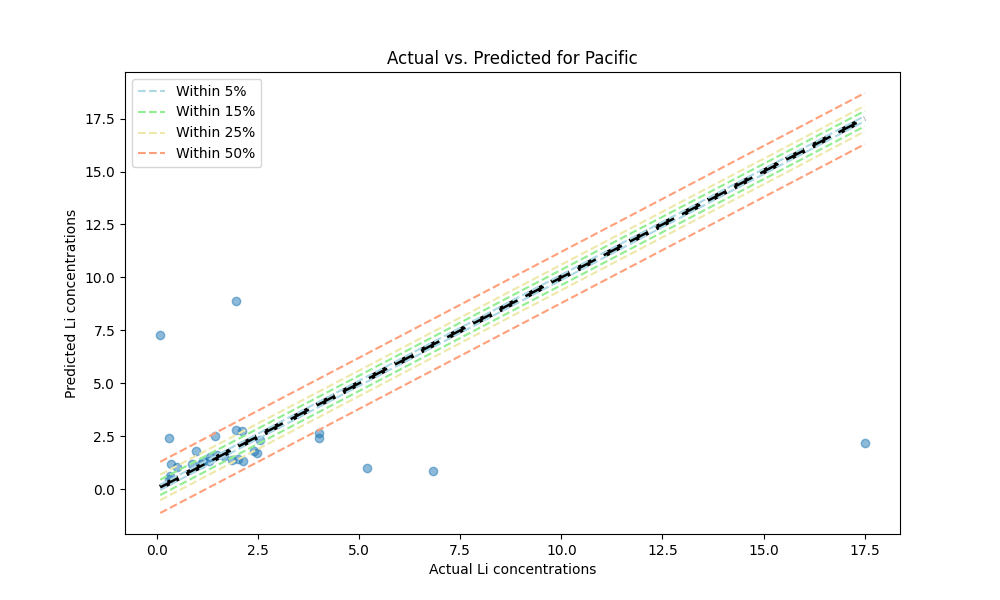 Actual vs. Predicted for Pacific
Within 5%
Within 15%
Within 25%
Within 50%
Predicted Li concentrations
17.5
15.0
12.5
10.0
7.5
5.0
2.5
0.0
0.0 2.5 5.0 7.5 10.0 12.5 15.0 17.5
Actual Li concentrations